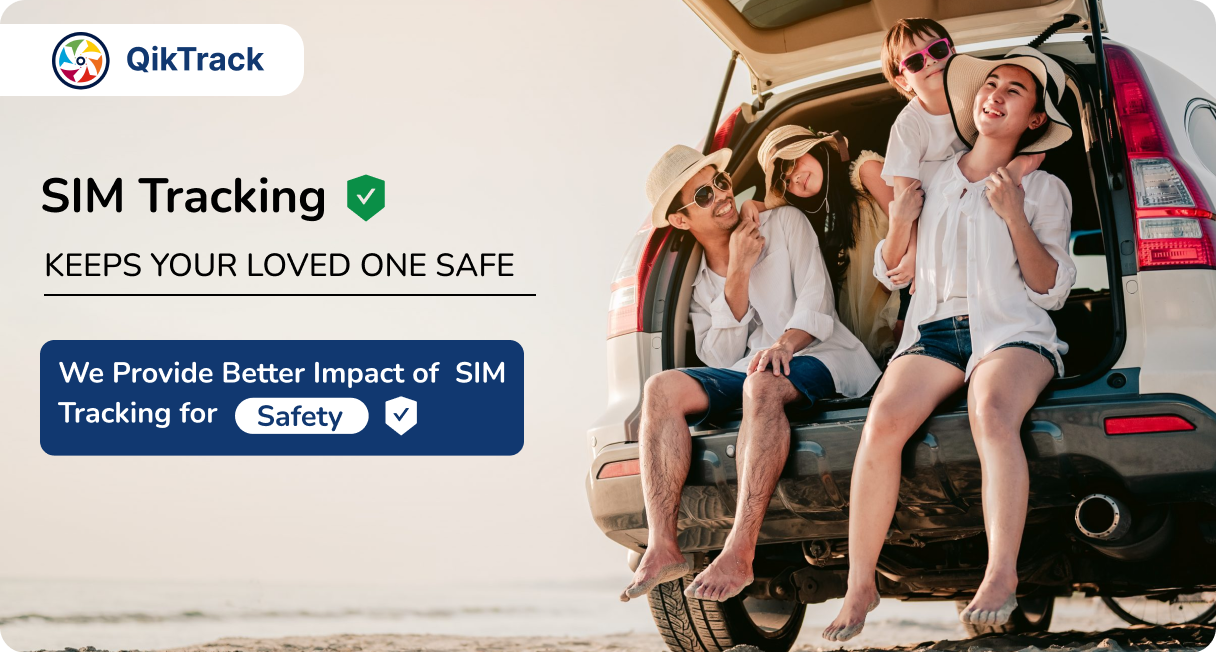 QikTrack
SIM Tracking
KEEPS YOUR LOVED ONE SAFE
We Provide Better Impact of SIM
Tracking for Safety